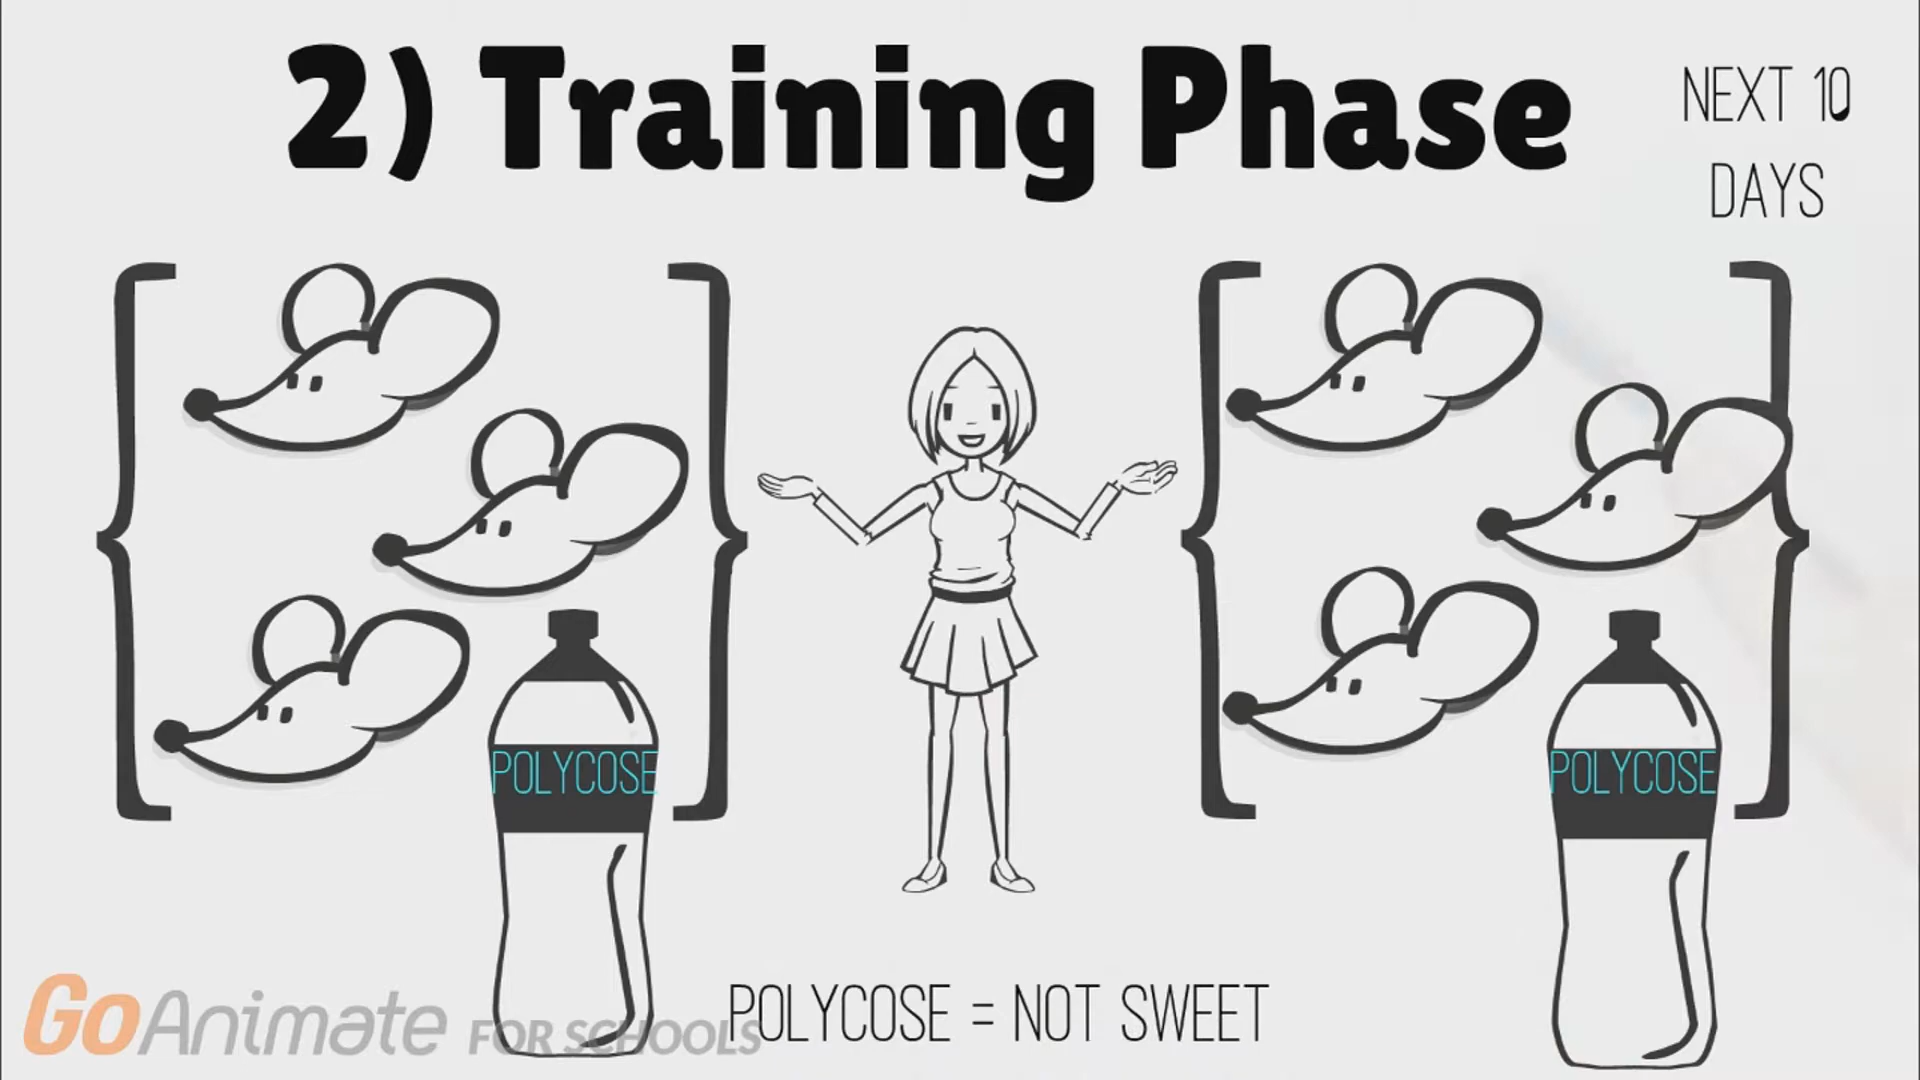 2) Training Phase
NEXT 10
DAYS
POLYCOSE
POLYCOSE
POLYCOSE = NOT SWEET
GoAnimate FOR SCHOOLS